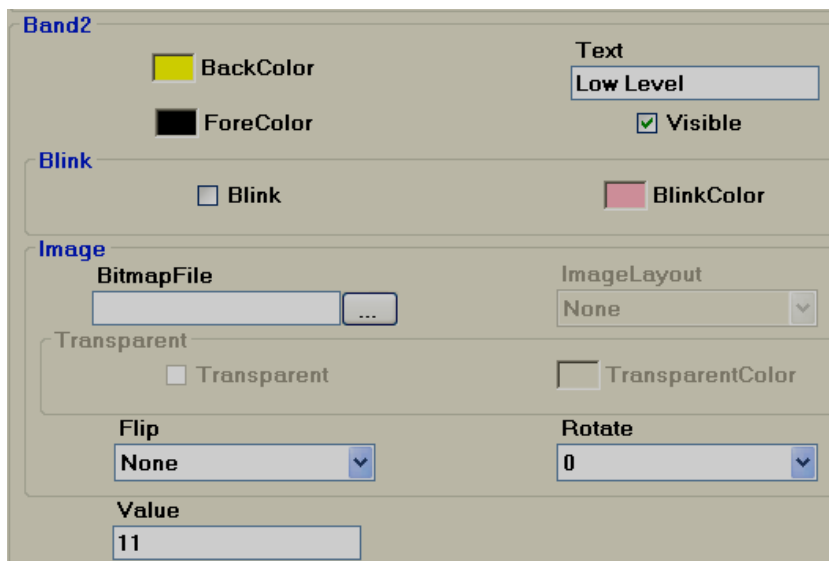 Band2
BackColor
Text
Low Level
ForeColor
Visible
Blink
Blink
BlinkColor
Image
BitmapFile
ImageLayout
...
None
Transparent
Transparent
TransparentColor
Flip
Rotate
None
0
Value
11